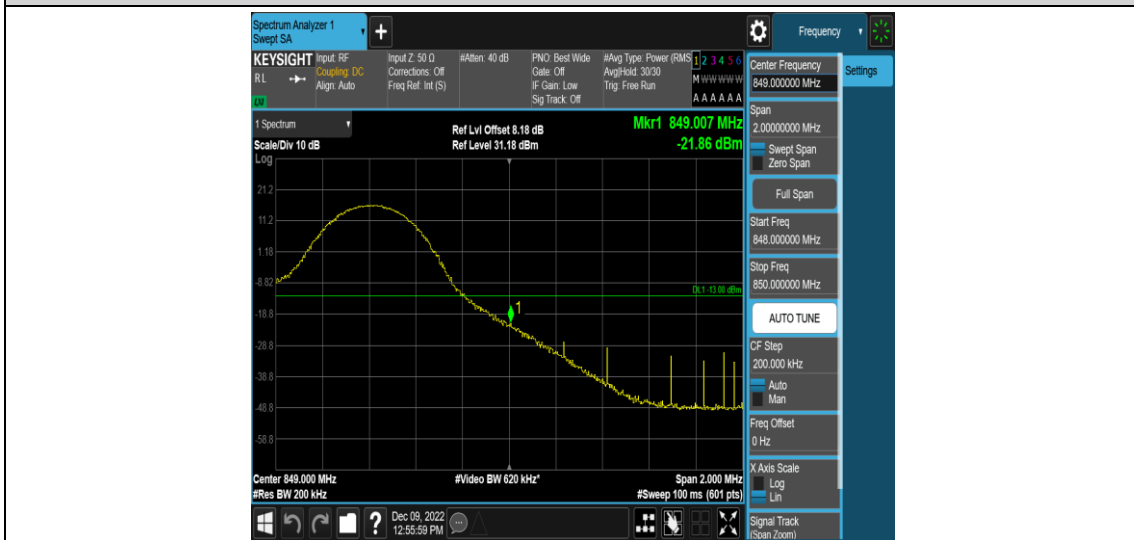 Spectrum Analyzer 1
Swept SA
Frequency
KEYSIGHT
RL
LXI
Input: RF
Coupling: DC
Align: Auto
Input Z: 50 Ω
Corrections: Off
Freq Ref: Int (S)
#Atten: 40 dB
PNO: Best Wide
Gate: Off
IF Gain: Low
Sig Track: Off
#Avg Type: Power (RMS
Avg|Hold: 30/30
Trig: Free Run
1 2 3 4 5 6
M W W W W W
A A A A A A
1 Spectrum
Scale/Div 10 dB
Log
Ref Lvl Offset 8.18 dB
Ref Level 31.18 dBm
Mkr1 849.007 MHz
-21.86 dBm
21.2
11.2
1.18
-8.82
DL1 -13.00 dBm
-18.8
1
-28.8
-38.8
-48.8
-58.8
Center 849.000 MHz
#Res BW 200 kHz
#Video BW 620 kHz*
Span 2.000 MHz
#Sweep 100 ms (601 pts)
Center Frequency
849.000000 MHz
Settings
Span
2.00000000 MHz
Swept Span
Zero Span
Full Span
Start Freq
848.000000 MHz
Stop Freq
850.000000 MHz
AUTO TUNE
CF Step
200.000 kHz
Auto
Man
Freq Offset
0 Hz
X Axis Scale
Log
Lin
Signal Track
(Span Zoom)
?
Dec 09, 2022
12:55:59 PM